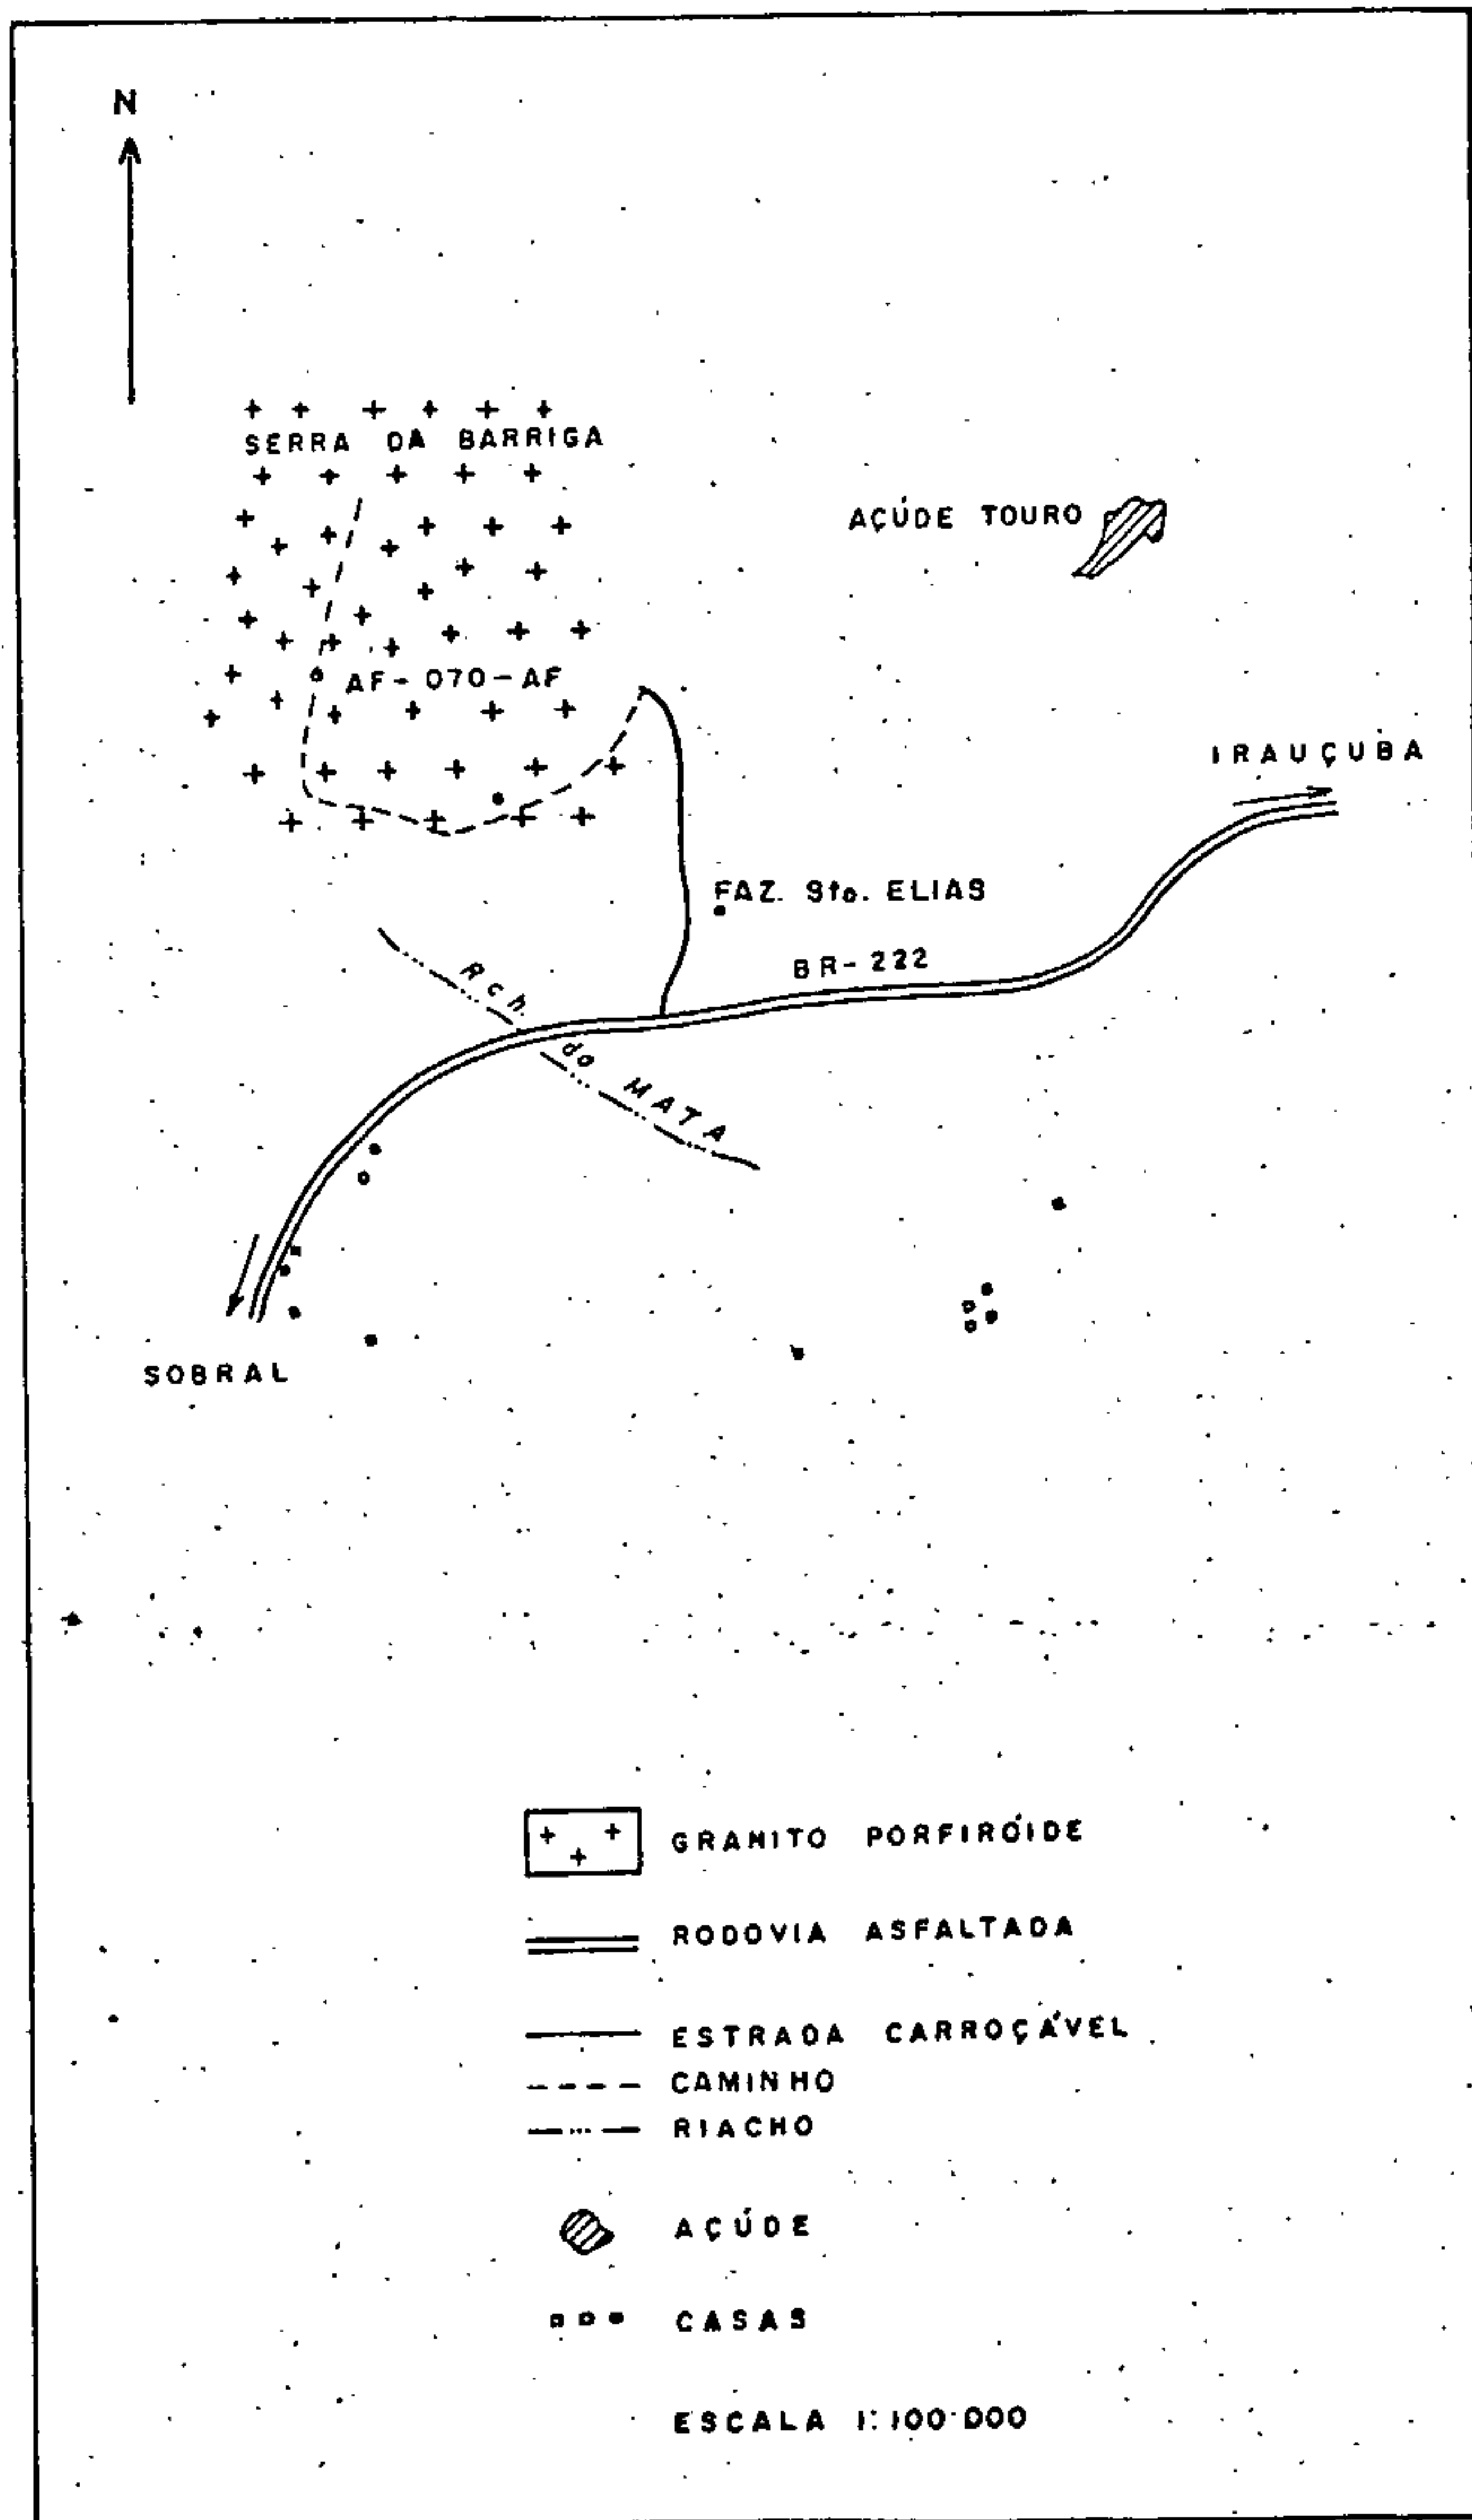 N
SERRA DA BARRIGA
AÇÚDE TOURO
AF-070-AF
IRAUÇUBA
FAZ. Sto. ELIAS
BR-222
Rch. do MATA
SOBRAL
GRANITO PORFIRÓIDE
RODOVIA ASFALTADA
ESTRADA CARROÇÁVEL
CAMINHO
RIACHO
AÇÚDE
CASAS
ESCALA 1:100.000